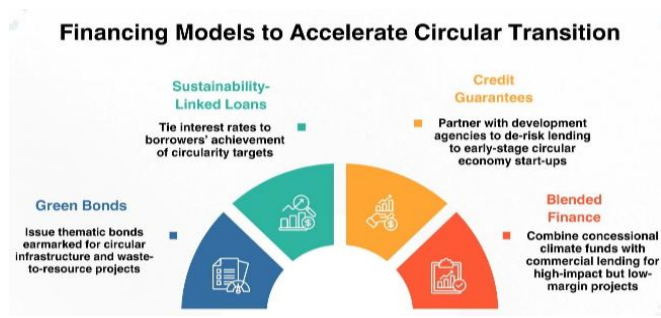 Financing Models to Accelerate Circular Transition
Sustainability-
Linked Loans
Tie interest rates to
borrowers' achievement
of circularity targets
Credit
Guarantees
Partner with development
agencies to de-risk lending
to early-stage circular
economy start-ups
Green Bonds
Issue thematic bonds
earmarked for circular
infrastructure and waste-
to-resource projects
Blended
Finance
Combine concessional
climate funds with
commercial lending for
high-impact but low-
margin projects